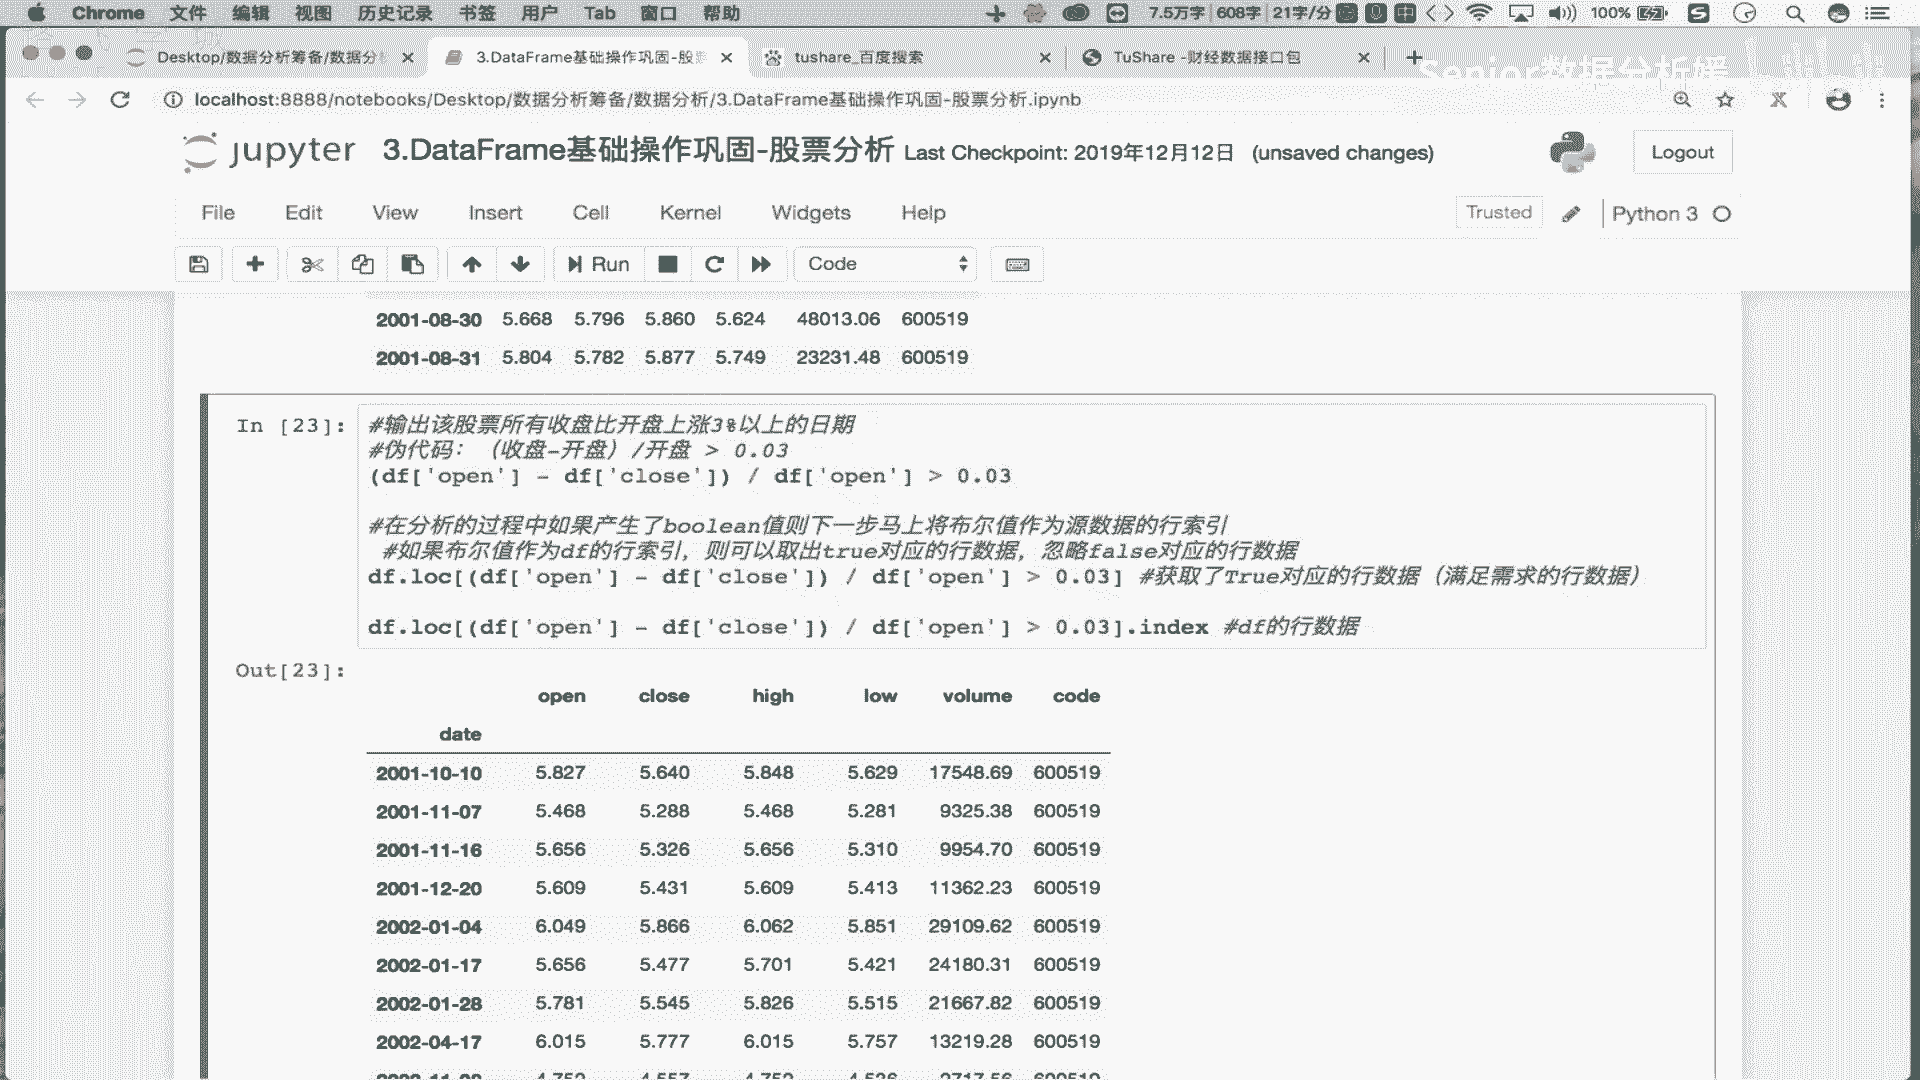 Chrome 文件 编辑 视图 历史记录 书签 用户 Tab 窗口 帮助 7.5万字 608字 21字/分 中 100%
Desktop/数据分析筹备/数据分 3.DataFrame基础操作巩固-股 tushare_百度搜索 TuShare -财经数据接口包
Senior数据分析媛
localhost:8888/notebooks/Desktop/数据分析筹备/数据分析/3.DataFrame基础操作巩固-股票分析.ipynb
jupyter 3.DataFrame基础操作巩固-股票分析 Last Checkpoint: 2019年12月12日 (unsaved changes) Logout
File Edit View Insert Cell Kernel Widgets Help Trusted Python 3
Run Code
2001-08-30 5.668 5.796 5.860 5.624 48013.06 600519
2001-08-31 5.804 5.782 5.877 5.749 23231.48 600519
In [23]: #输出该股票所有收盘比开盘上涨3%以上的日期
#伪代码：（收盘-开盘）/开盘 > 0.03
(df['open'] - df['close']) / df['open'] > 0.03
#在分析的过程中如果产生了boolean值则下一步马上将布尔值作为源数据的行索引
#如果布尔值作为df的行索引，则可以取出true对应的行数据，忽略false对应的行数据
df.loc[(df['open'] - df['close']) / df['open'] > 0.03] #获取了True对应的行数据（满足需求的行数据）
df.loc[(df['open'] - df['close']) / df['open'] > 0.03].index #df的行数据
Out[23]:
open close high low volume code
date
2001-10-10 5.827 5.640 5.848 5.629 17548.69 600519
2001-11-07 5.468 5.288 5.468 5.281 9325.38 600519
2001-11-16 5.656 5.326 5.656 5.310 9954.70 600519
2001-12-20 5.609 5.431 5.609 5.413 11362.23 600519
2002-01-04 6.049 5.866 6.062 5.851 29109.62 600519
2002-01-17 5.656 5.477 5.701 5.421 24180.31 600519
2002-01-28 5.781 5.545 5.826 5.515 21667.82 600519
2002-04-17 6.015 5.777 6.015 5.757 13219.28 600519